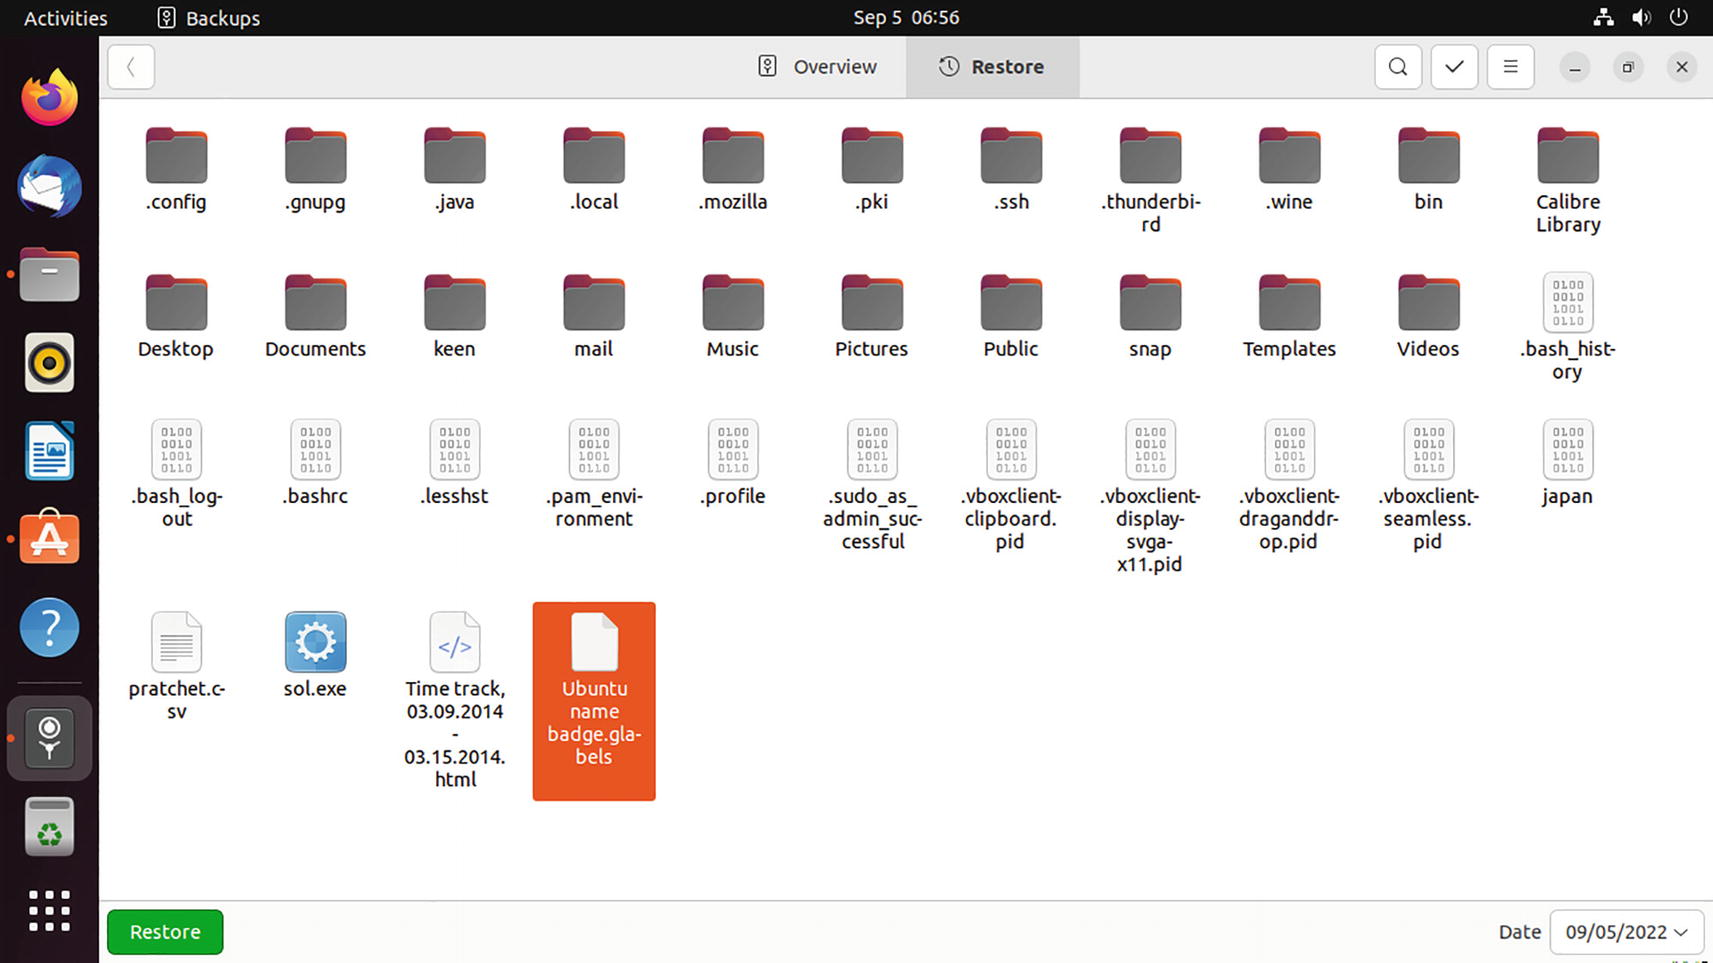 Activities Backups Sep 5 06:56
Overview Restore
.config .gnupg .java .local .mozilla .pki .ssh .thunderbi- .wine bin Calibre
rd Library
Desktop Documents keen mail Music Pictures Public snap Templates Videos .bash_hist-
ory
.bash_log- .bashrc .lesshst .pam_envi- .profile .sudo_as_ .vboxclient- .vboxclient- .vboxclient- .vboxclient- japan
out ronment admin_suc- clipboard. display- draganddr- seamless.
cessful pid svga- op.pid pid
x11.pid
pratchet.c- sol.exe Time track, Ubuntu
sv 03.09.2014 name
- badge.gla-
03.15.2014. bels
html
Restore Date 09/05/2022